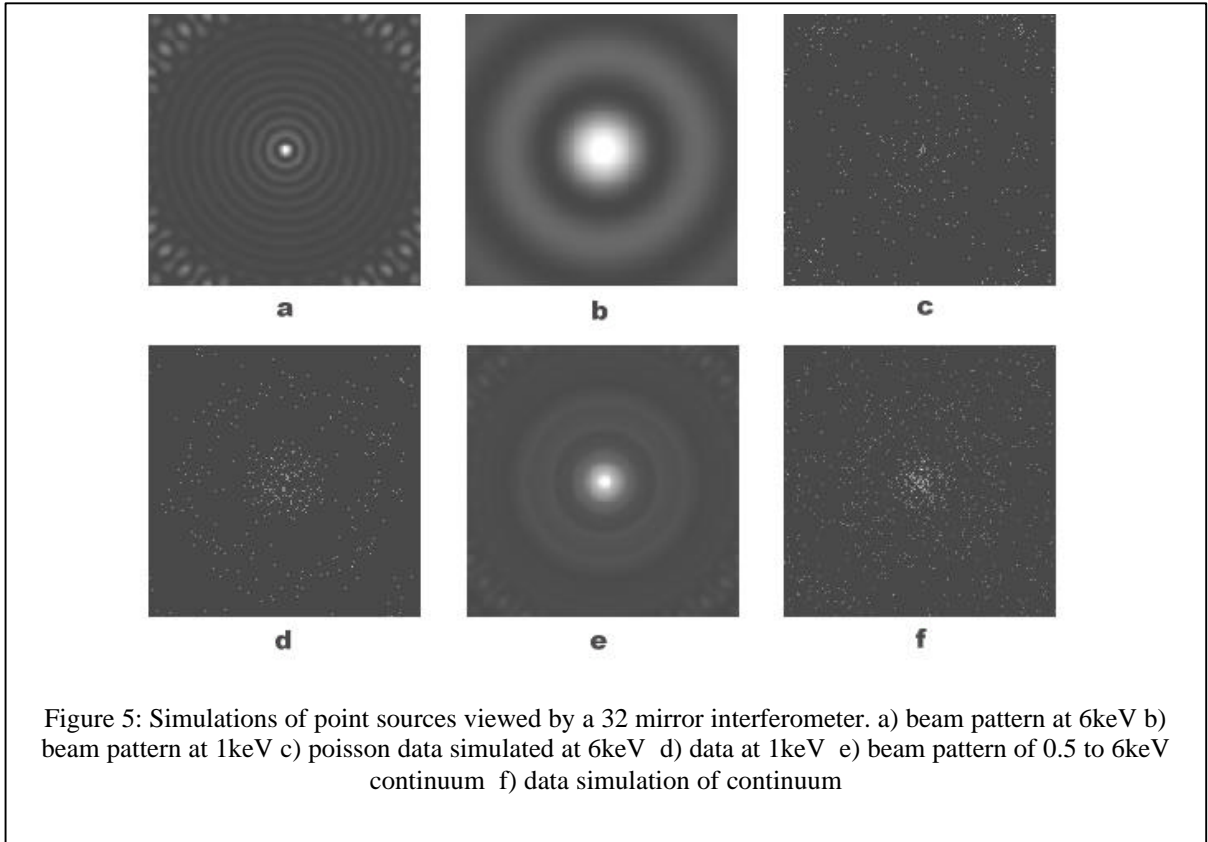 a
b
c
d
e
f
Figure 5: Simulations of point sources viewed by a 32 mirror interferometer. a) beam pattern at 6keV b)
beam pattern at 1keV c) poisson data simulated at 6keV d) data at 1keV e) beam pattern of 0.5 to 6keV
continuum f) data simulation of continuum